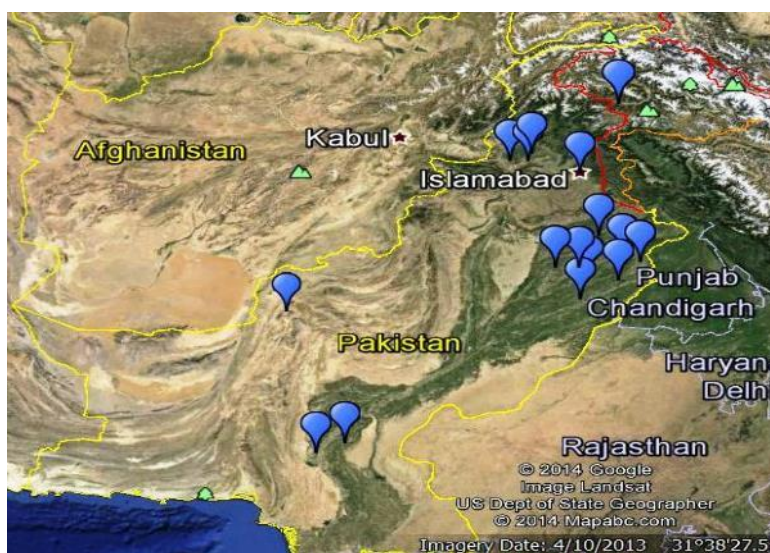 Kabul
Afghanistan
Islamabad
Punjab
Chandigarh
Pakistan
Haryan
Delh
Rajasthan
© 2014 Google
Image Landsat
US Dept of State Geographer
© 2014 Mapabc.com
Imagery Date: 4/10/2013 31°38'27.5